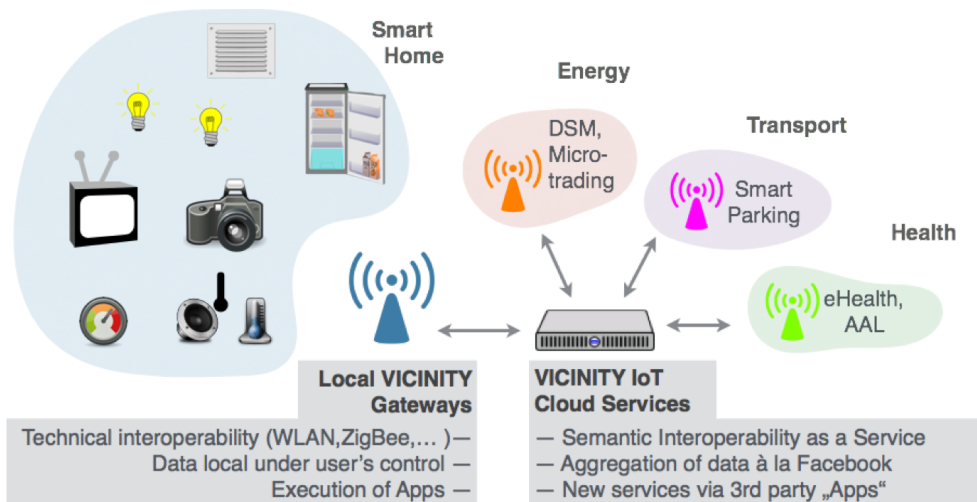 Smart
Home
Energy
DSM,
Micro-
trading
Transport
Smart
Parking
Health
eHealth,
AAL
Local VICINITY
Gateways
Technical interoperability (WLAN,ZigBee,… )—
Data local under user's control —
Execution of Apps —
VICINITY IoT
Cloud Services
— Semantic Interoperability as a Service
— Aggregation of data à la Facebook
— New services via 3rd party „Apps“